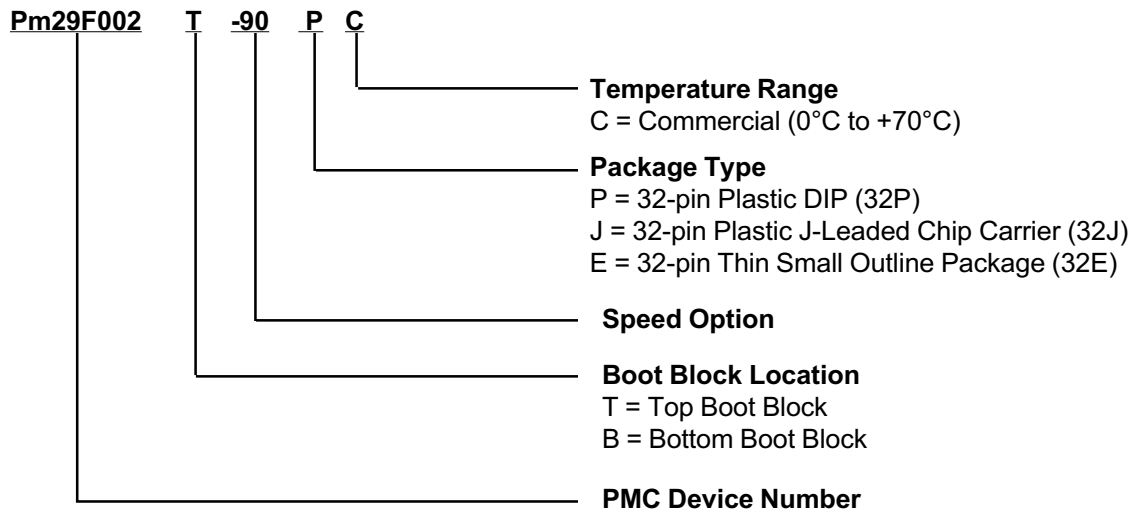 Pm29F002 T -90 P C
Temperature Range
C = Commercial (0°C to +70°C)
Package Type
P = 32-pin Plastic DIP (32P)
J = 32-pin Plastic J-Leaded Chip Carrier (32J)
E = 32-pin Thin Small Outline Package (32E)
Speed Option
Boot Block Location
T = Top Boot Block
B = Bottom Boot Block
PMC Device Number